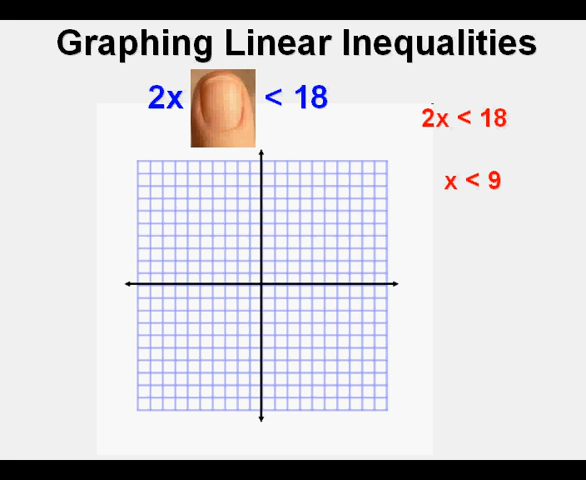 Graphing Linear Inequalities
2x < 18
2x < 18
x < 9